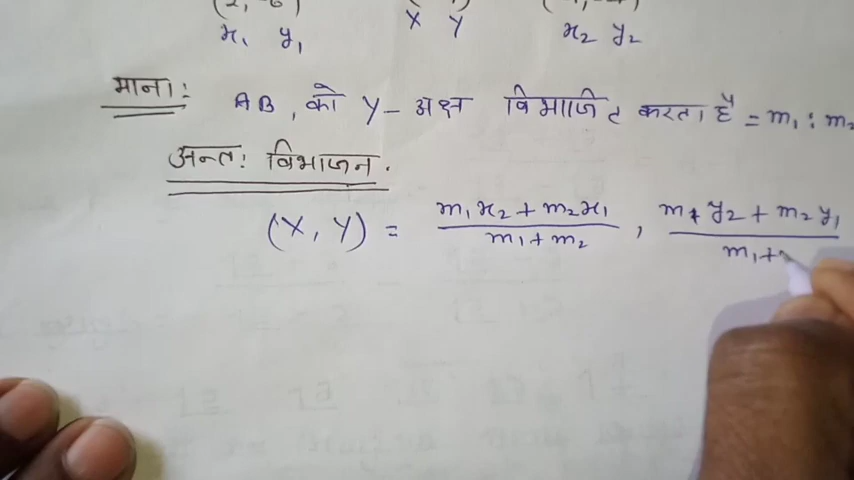 x₁ y₁ X Y x₂ y₂
माना: AB, को Y- अक्ष विभाजित करता है = m₁ : m₂
अन्त: विभाजन.
(X, Y) = m₁x₂ + m₂x₁ / m₁ + m₂ , m₁y₂ + m₂y₁ / m₁+